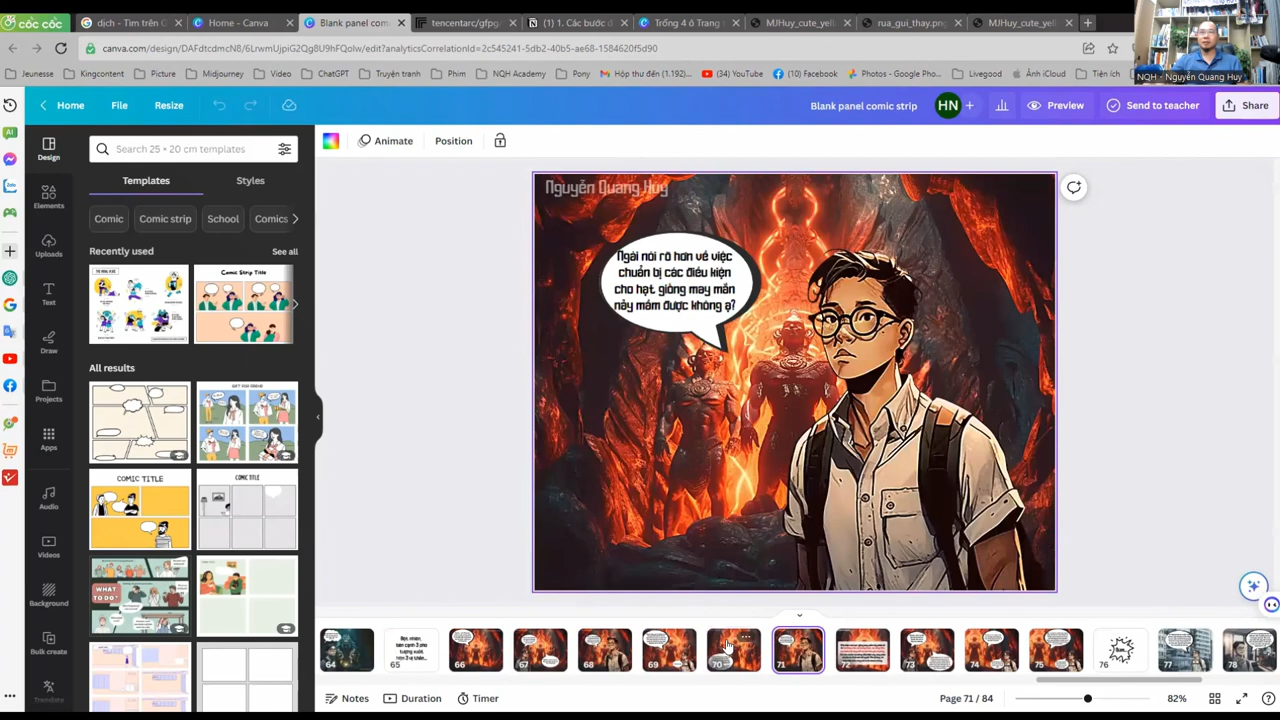 CỐC CỐC
dịch - Tìm trên G
Home - Canva
Blank panel com
tencentarc/gfpg
(1) 1. Các bước đ
Trống 4 ô Trang
MJHuy_cute_yell
rua_gui_thay.png
MJHuy_cute_yell
canva.com/design/DAFdtcdmcN8/6LrwmUjpiG2Qg8U9hFQoIw/edit?analyticsCorrelationId=2c545241-5db2-40b5-ae68-1584620f5d90
Jeunesse
Kingcontent
Picture
Midjourney
Video
ChatGPT
Truyện tranh
Phim
NQH Academy
Pony
Hộp thư đến (1.192)...
(34) YouTube
(10) Facebook
Photos - Google Pho...
Livegood
Ảnh iCloud
Tiện ích
NQH - Nguyễn Quang Huy
Home
File
Resize
Blank panel comic strip
HN
Preview
Send to teacher
Share
Design
Elements
Uploads
Text
Draw
Projects
Apps
Audio
Videos
Background
Bulk create
Translate
Search 25 × 20 cm templates
Templates
Styles
Comic
Comic strip
School
Comics
Recently used
See all
Comic Strip Title
All results
COMIC TITLE
COMIC TITLE
WHAT
TO DO?
Animate
Position
Nguyễn Quang Huy
Ngài nói rõ hơn về việc
chuẩn bị các điều kiện
cho hạt giống may mắn
nảy mầm được không ạ?
64
65
66
67
68
69
70
71
73
74
75
76
77
78
Notes
Duration
Timer
Page 71 / 84
82%